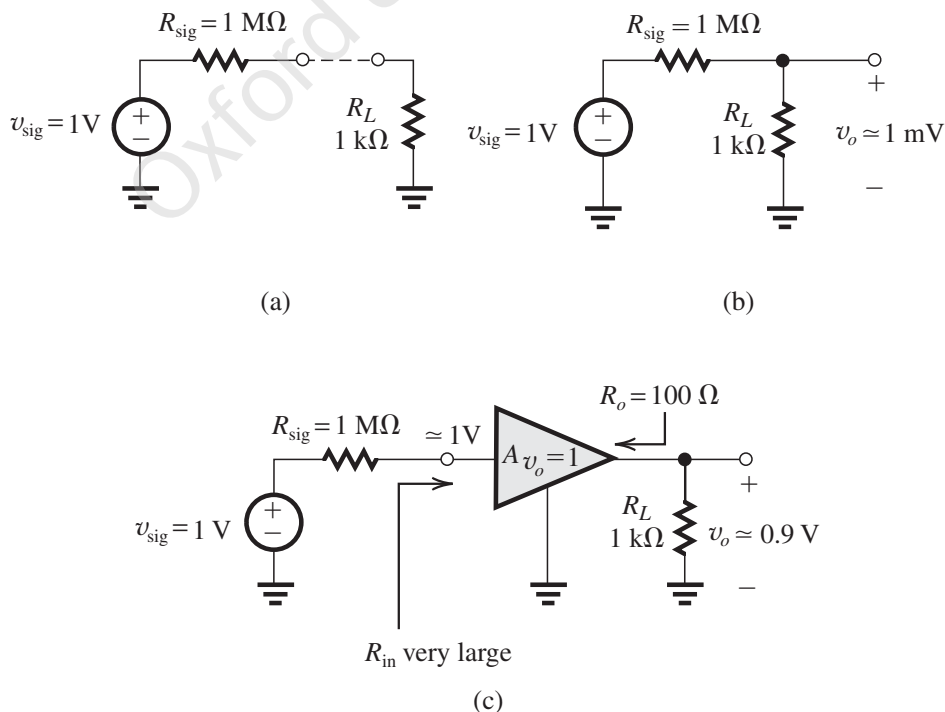 Oxford
R_sig = 1 MΩ
v_sig = 1V
+
−
R_L
1 kΩ
(a)
R_sig = 1 MΩ
v_sig = 1V
+
−
R_L
1 kΩ
+
v_o ≃ 1 mV
−
(b)
R_sig = 1 MΩ
≃ 1V
A_v_o = 1
R_o = 100 Ω
v_sig = 1 V
+
−
R_L
1 kΩ
+
v_o ≃ 0.9 V
−
R_in very large
(c)